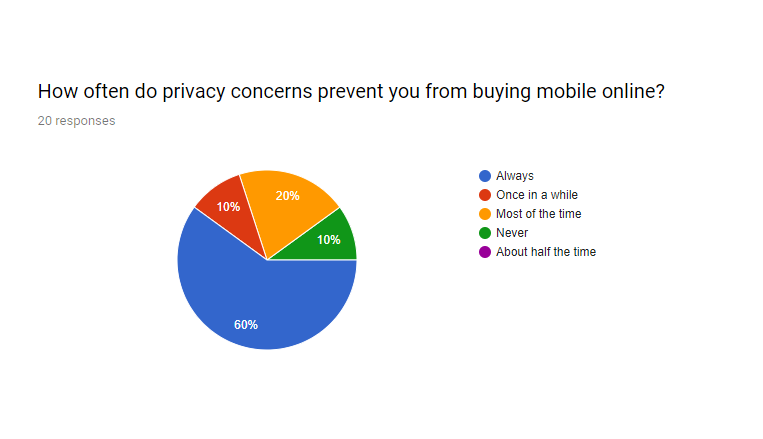 How often do privacy concerns prevent you from buying mobile online?
20 responses
20%
10%
10%
60%
Always
Once in a while
Most of the time
Never
About half the time